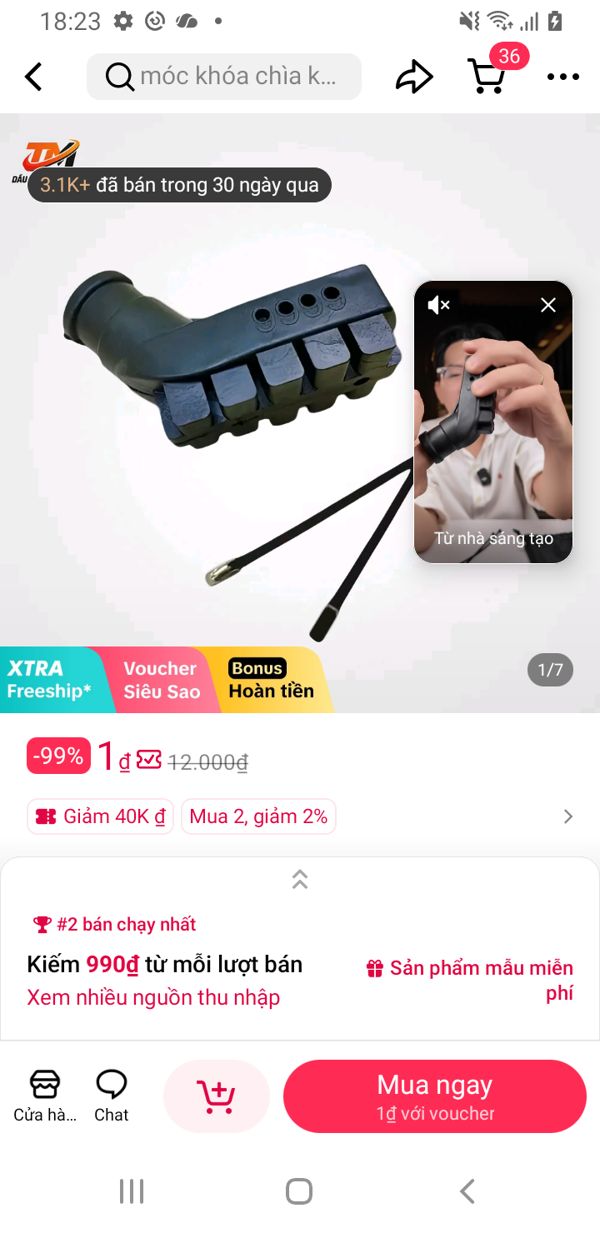 18:23
móc khóa chìa k...
36
TM
DẦU
3.1K+ đã bán trong 30 ngày qua
Từ nhà sáng tạo
XTRA
Freeship*
Voucher
Siêu Sao
Bonus
Hoàn tiền
1/7
-99% 1₫ 12.000₫
Giảm 40K ₫
Mua 2, giảm 2%
#2 bán chạy nhất
Kiếm 990₫ từ mỗi lượt bán
Xem nhiều nguồn thu nhập
Sản phẩm mẫu miễn
phí
Cửa hà...
Chat
Mua ngay
1₫ với voucher